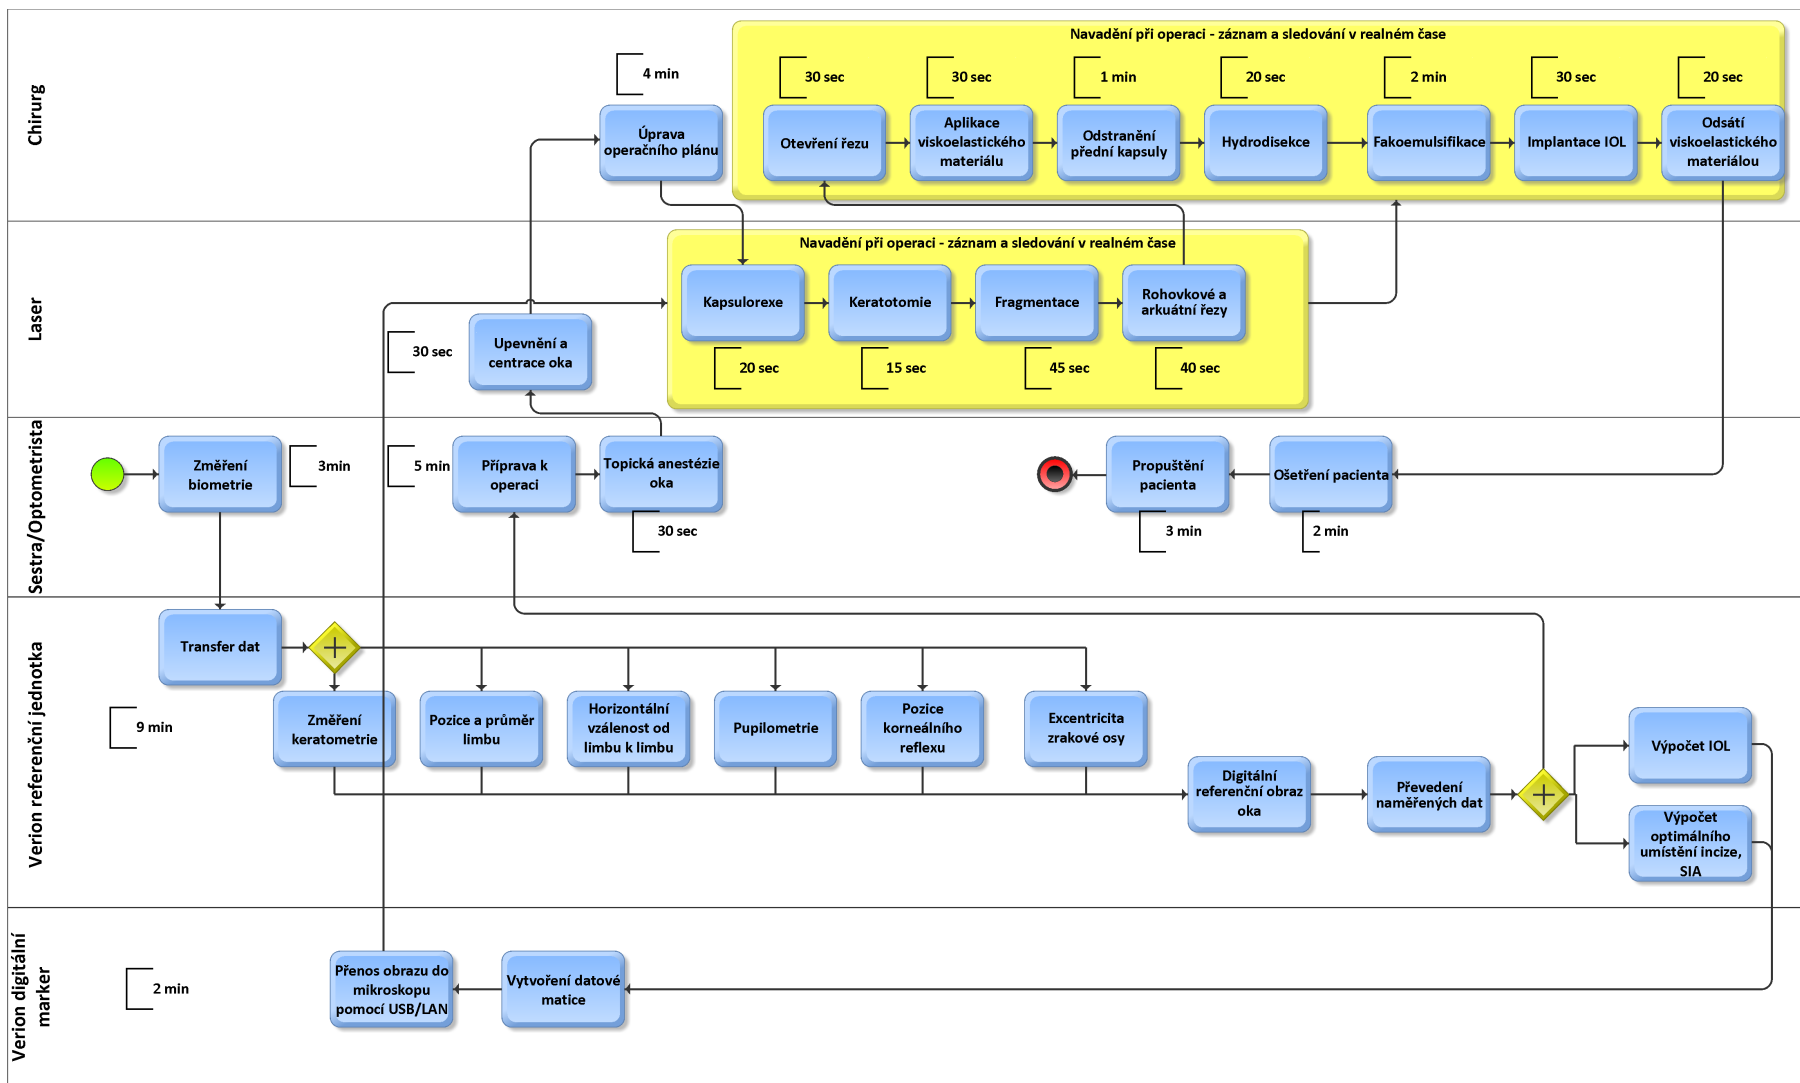 Chirurg
Navadění při operaci - záznam a sledování v realném čase
4 min
30 sec
30 sec
1 min
20 sec
2 min
30 sec
20 sec
Úprava
operačního plánu
Otevření řezu
Aplikace
viskoelastického
materiálu
Odstranění
přední kapsuly
Hydrodisekce
Fakoemulsifikace
Implantace IOL
Odsátí
viskoelastického
materiálou
Laser
Navadění při operaci - záznam a sledování v realném čase
Kapsulorexe
Keratotomie
Fragmentace
Rohovkové a
arkuátní řezy
30 sec
Upevnění a
centrace oka
20 sec
15 sec
45 sec
40 sec
Sestra/Optometrista
Změření
biometrie
3min
5 min
Příprava k
operaci
Topická anestézie
oka
30 sec
Propuštění
pacienta
3 min
Ošetření pacienta
2 min
Verion referenční jednotka
Transfer dat
9 min
Změření
keratometrie
Pozice a průměr
limbu
Horizontální
vzálenost od
limbu k limbu
Pupilometrie
Pozice
korneálního
reflexu
Excentricita
zrakové osy
Digitální
referenční obraz
oka
Převedení
naměřených dat
Výpočet IOL
Výpočet
optimálního
umístění incize,
SIA
Verion digitální
marker
2 min
Přenos obrazu do
mikroskopu
pomocí USB/LAN
Vytvoření datové
matice